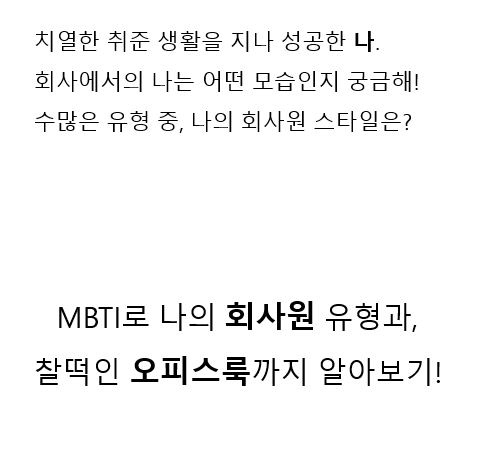 치열한 취준 생활을 지나 성공한 나.
회사에서의 나는 어떤 모습인지 궁금해!
수많은 유형 중, 나의 회사원 스타일은?
MBTI로 나의 회사원 유형과,
찰떡인 오피스룩까지 알아보기!